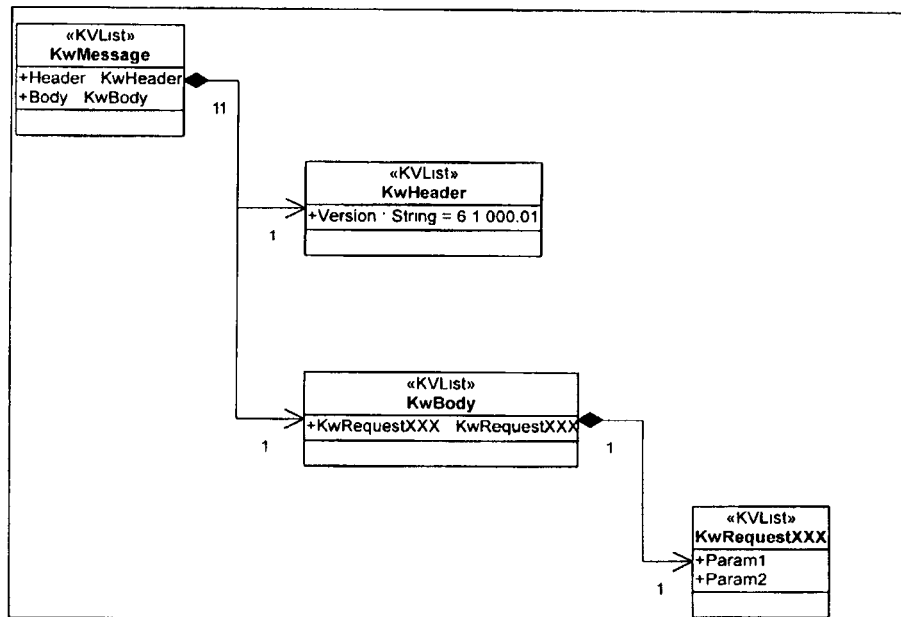 «KVList»
KwMessage
+Header KwHeader
+Body KwBody
11
«KVList»
KwHeader
+Version : String = 6 1 000.01
1
«KVList»
KwBody
+KwRequestXXX KwRequestXXX
1
1
«KVList»
KwRequestXXX
+Param1
+Param2
1